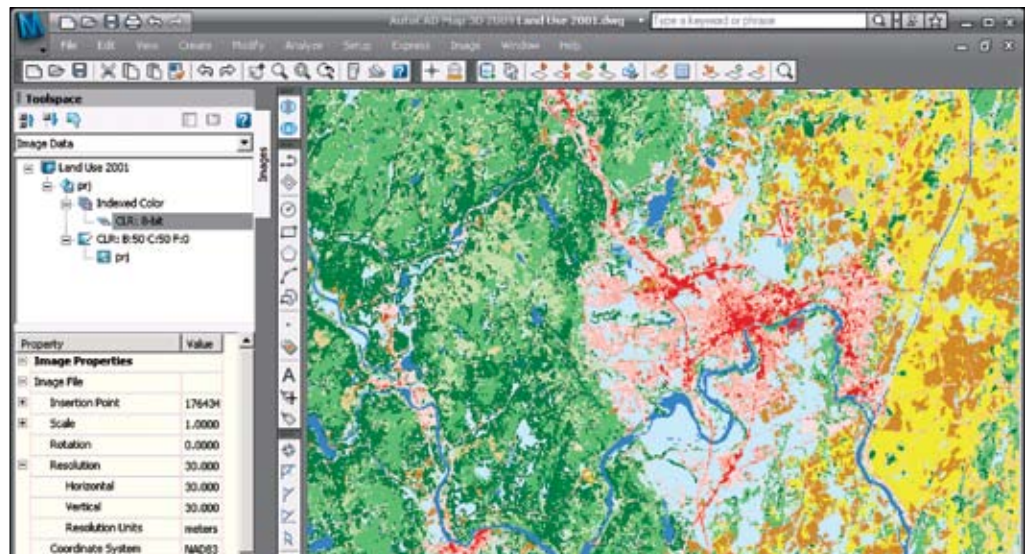 AutoCAD Map 3D 2009 Land Use 2001.dwg
Type a keyword or phrase
File Edit View Create Modify Analyze Setup Express Image Window Help
Toolspace
Image Data
Images
Land Use 2001
prj
Indexed Color
CLR: 8-bit
CLR: B:50 C:50 F:0
prj
Property Value
Image Properties
Image File
Insertion Point 176434
Scale 1.0000
Rotation 0.0000
Resolution 30.000
Horizontal 30.000
Vertical 30.000
Resolution Units meters
Coordinate System NAD83